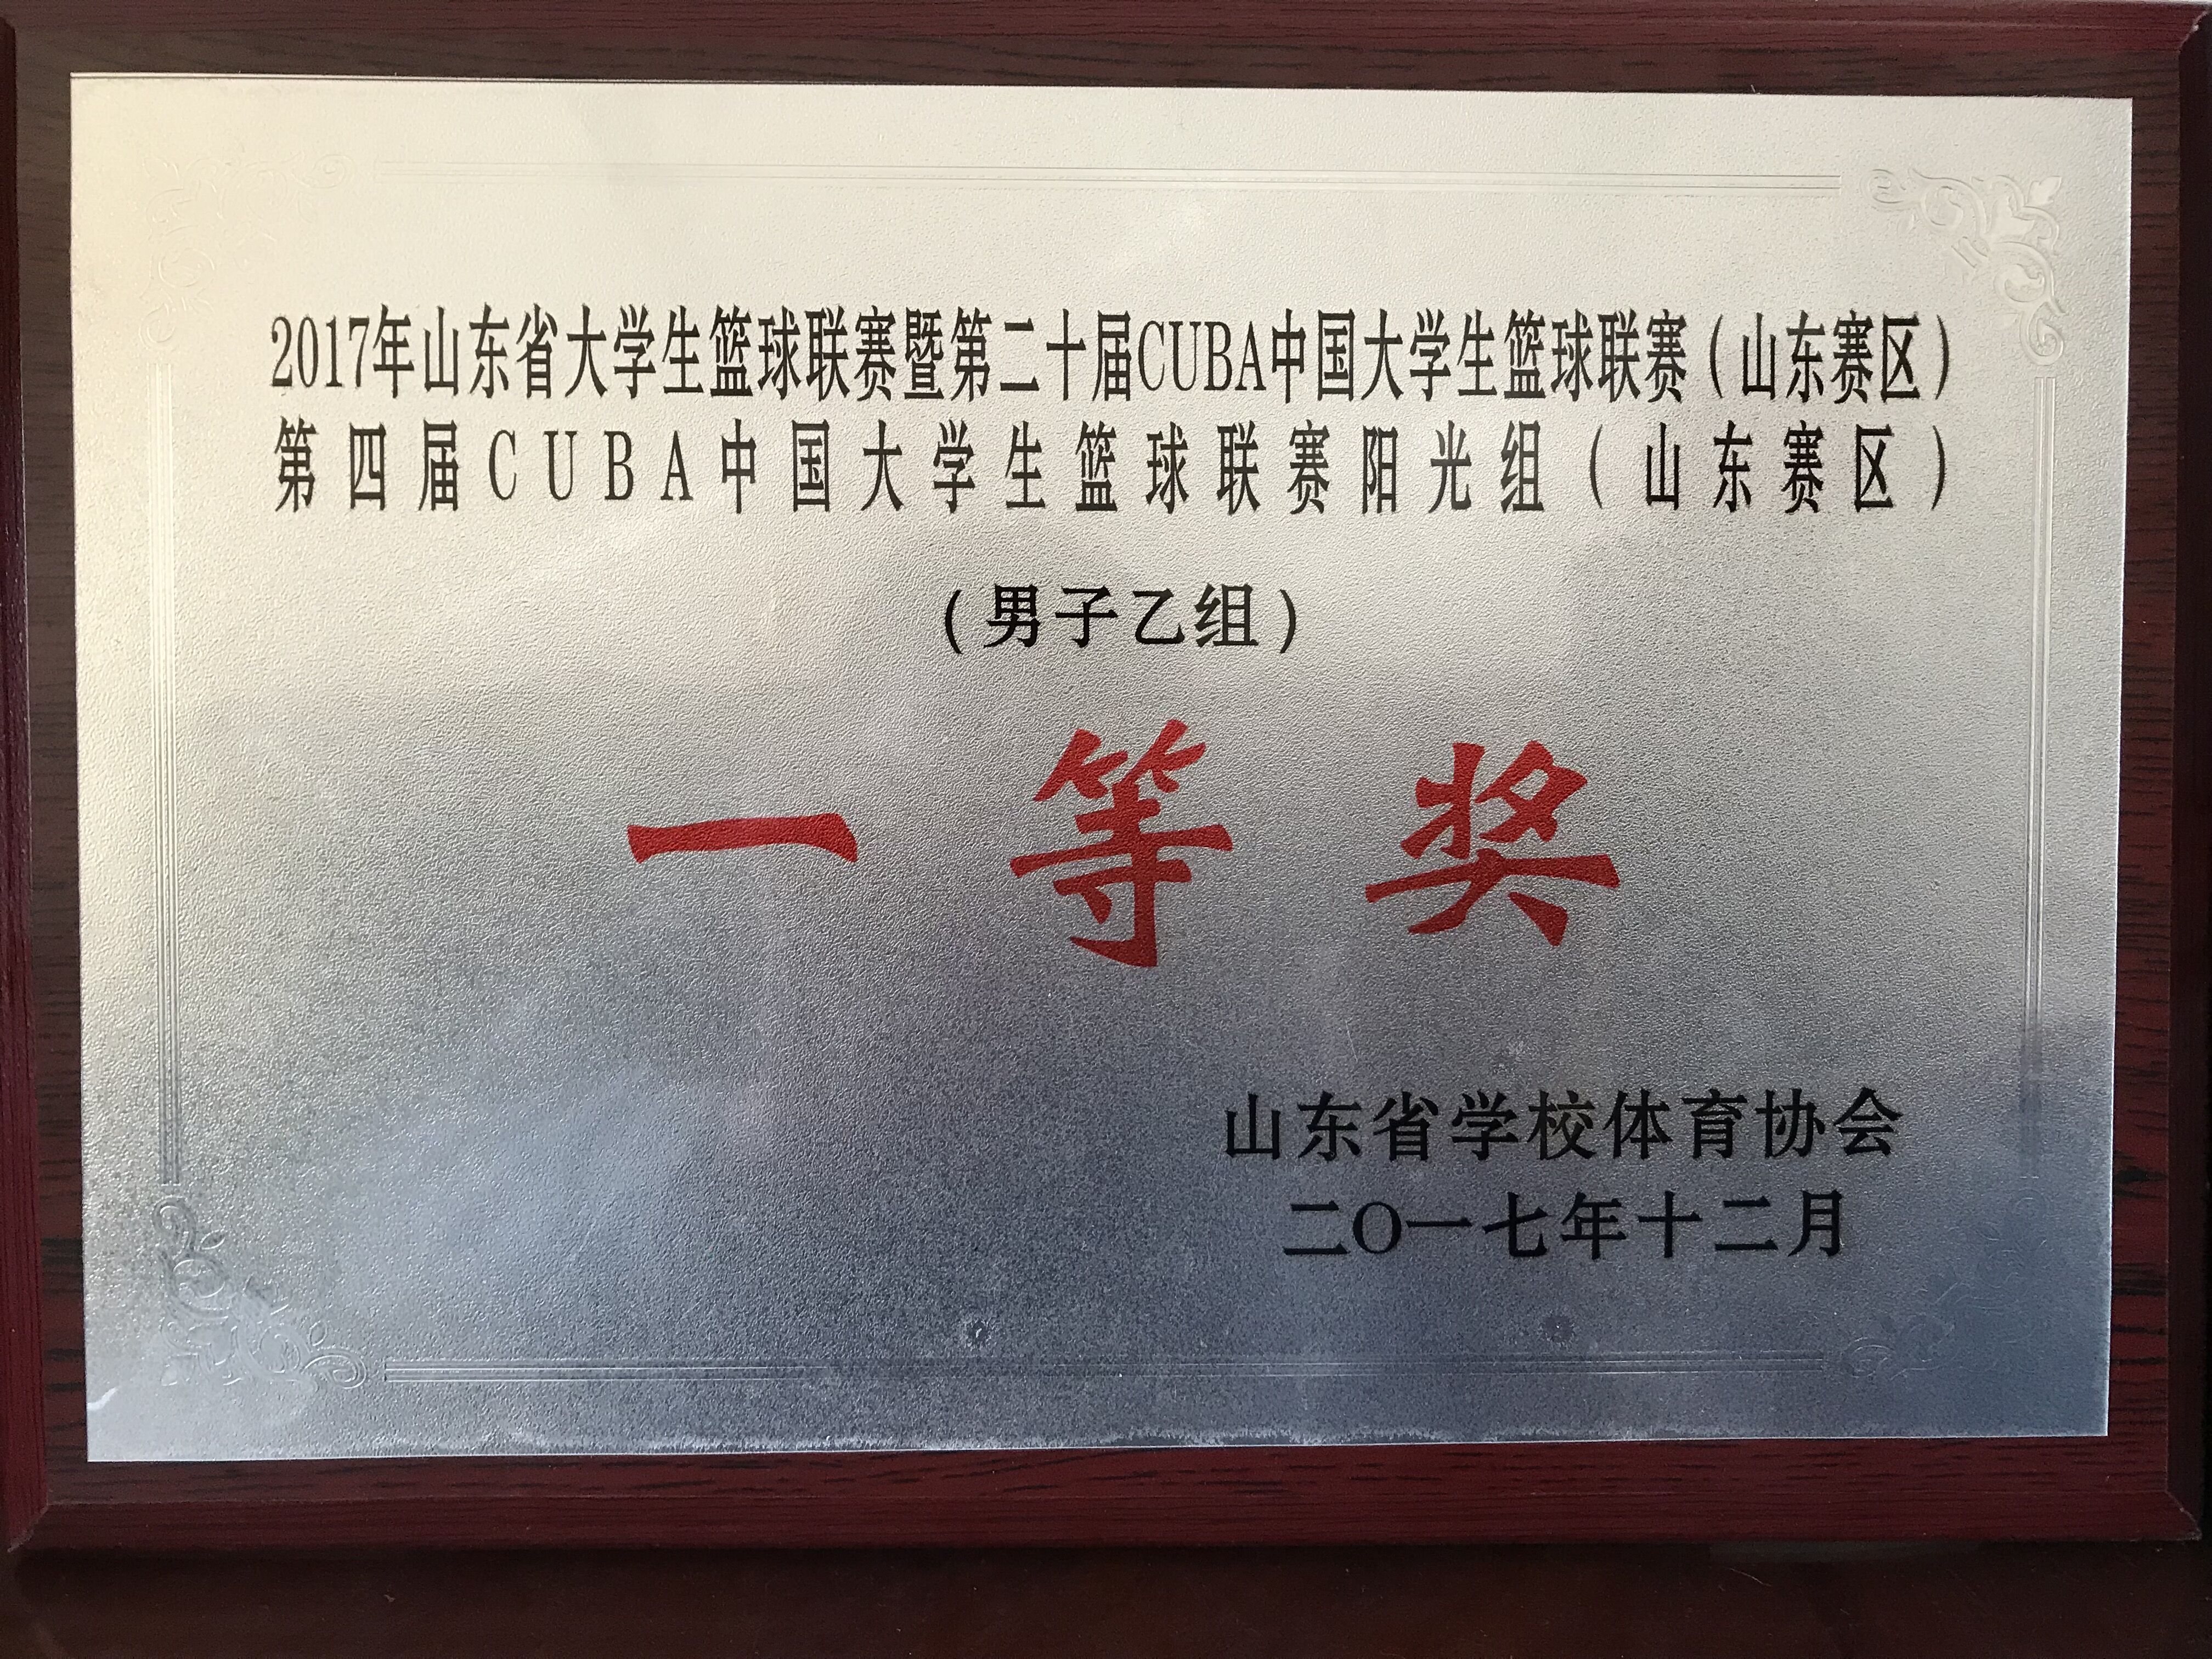 2017年山东省大学生篮球联赛暨第二十届CUBA中国大学生篮球联赛(山东赛区)
第四届CUBA中国大学生篮球联赛阳光组(山东赛区)
(男子乙组)
一等奖
山东省学校体育协会
二〇一七年十二月